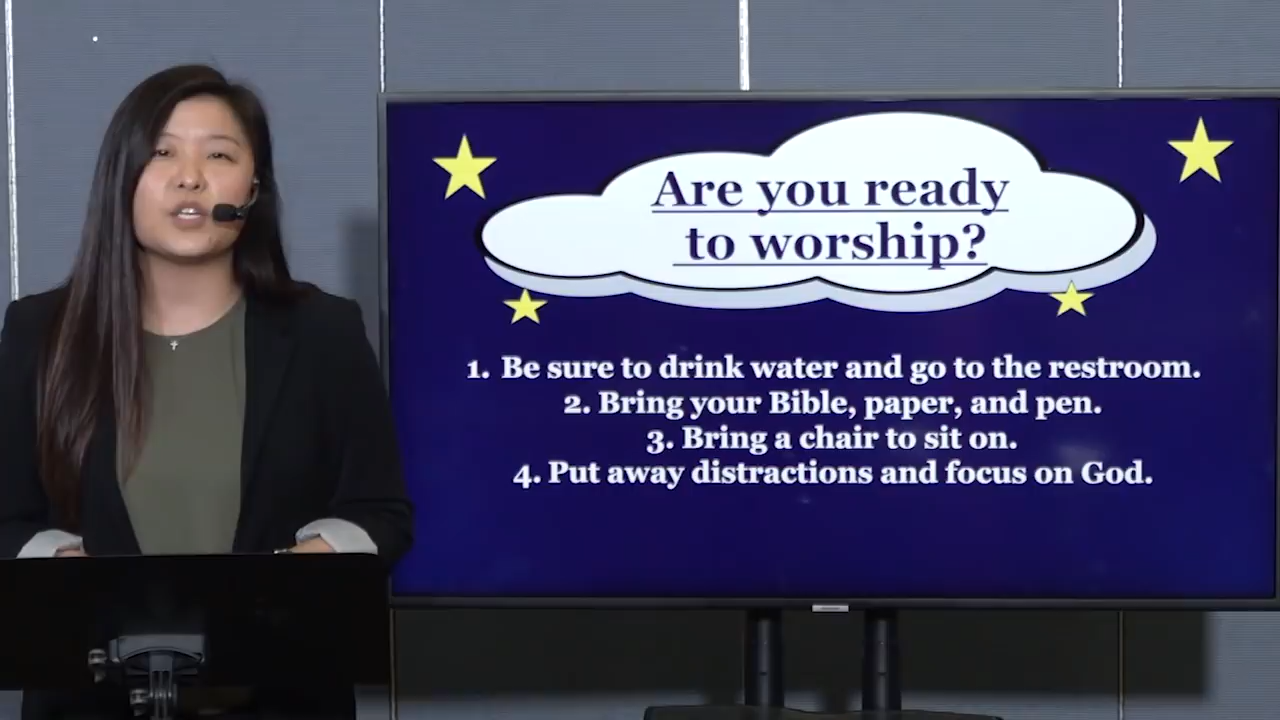 Are you ready
to worship?
1. Be sure to drink water and go to the restroom.
2. Bring your Bible, paper, and pen.
3. Bring a chair to sit on.
4. Put away distractions and focus on God.